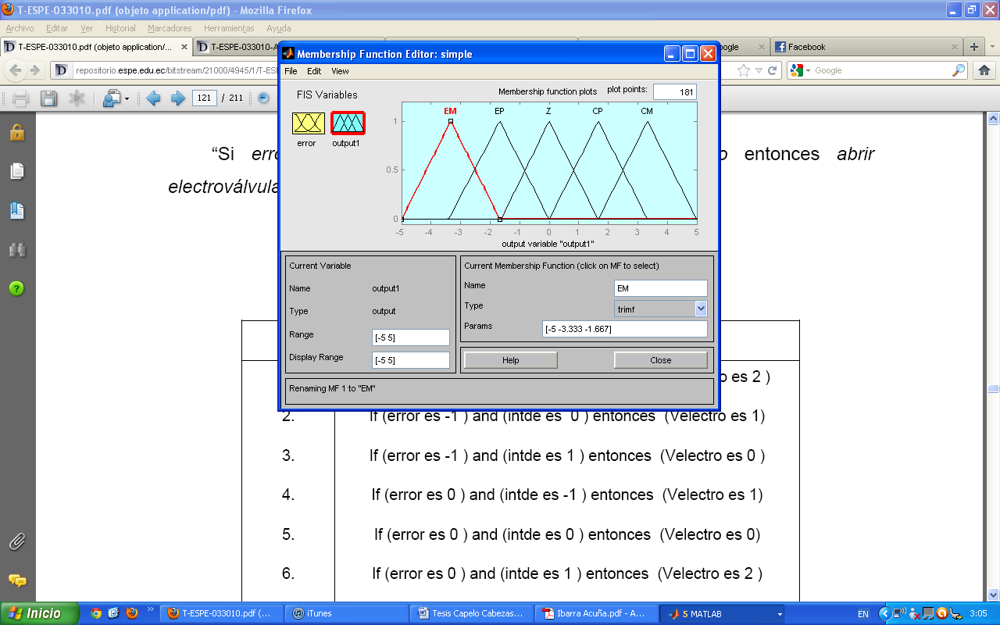 T-ESPE-033010.pdf (objeto application/pdf) - Mozilla Firefox
Archivo Editar Ver Historial Marcadores Herramientas Ayuda
T-ESPE-033010.pdf (objeto application/... × T-ESPE-033010-A
Facebook ×
repositorio.espe.edu.ec/bitstream/21000/4945/1/T-ES
Google
121 / 211
Membership Function Editor: simple
File Edit View
FIS Variables
Membership function plots plot points: 181
error output1
EM EP Z CP CM
1
0.5
0
-5 -4 -3 -2 -1 0 1 2 3 4 5
output variable "output1"
“Si
entonces abrir
Current Variable
Name output1
Type output
Range [-5 5]
Display Range [-5 5]
Current Membership Function (click on MF to select)
Name EM
Type trimf
Params [-5 -3.333 -1.667]
Help Close
Renaming MF 1 to "EM"
es 2 )
2. If (error es -1 ) and (intde es 0 ) entonces (Velectro es 1)
3. If (error es -1 ) and (intde es 1 ) entonces (Velectro es 0 )
4. If (error es 0 ) and (intde es -1 ) entonces (Velectro es 1)
5. If (error es 0 ) and (intde es 0 ) entonces (Velectro es 0)
6. If (error es 0 ) and (intde es 1 ) entonces (Velectro es 2 )
Inicio T-ESPE-033010.pdf (... iTunes Tesis Capelo Cabezas... Ibarra Acuña.pdf - A... 5 MATLAB EN 3:05